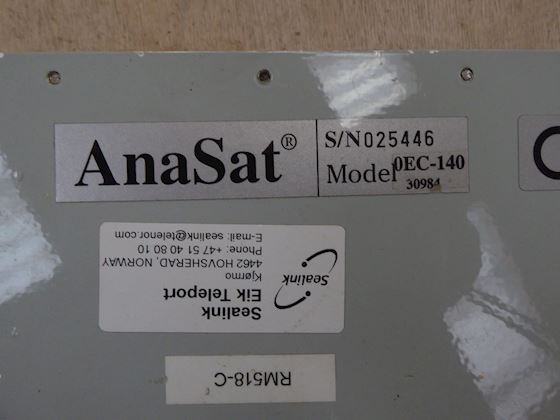 AnaSat®
S/N025446
Model 0EC-140
30984
Sealink
Eik Teleport
Kjørmo
4462 HOVSHERAD, NORWAY
Phone: +47 51 40 80 10
E-mail: sealink@telenor.com
Sealink
RM518-C